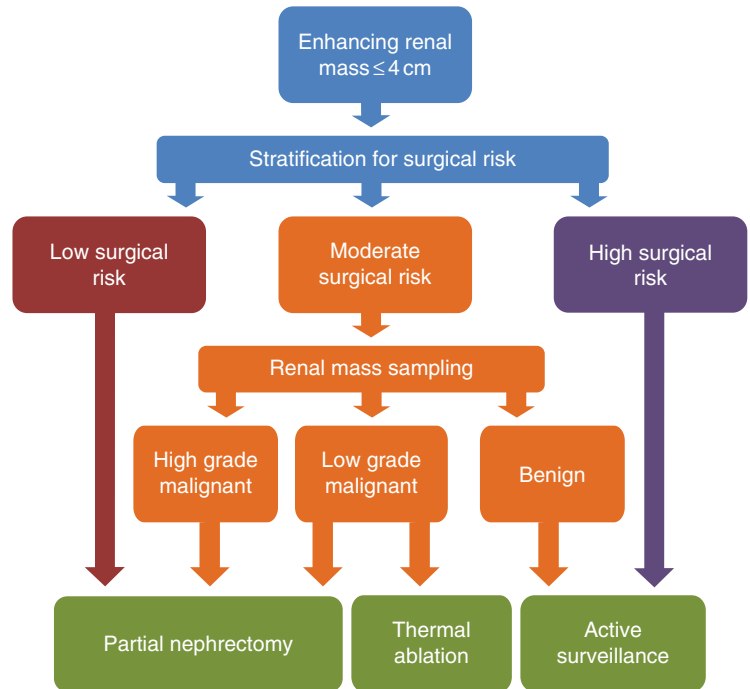 Enhancing renal
mass ≤ 4 cm
Stratification for surgical risk
Low surgical
risk
Moderate
surgical risk
High surgical
risk
Renal mass sampling
High grade
malignant
Low grade
malignant
Benign
Partial nephrectomy
Thermal
ablation
Active
surveillance